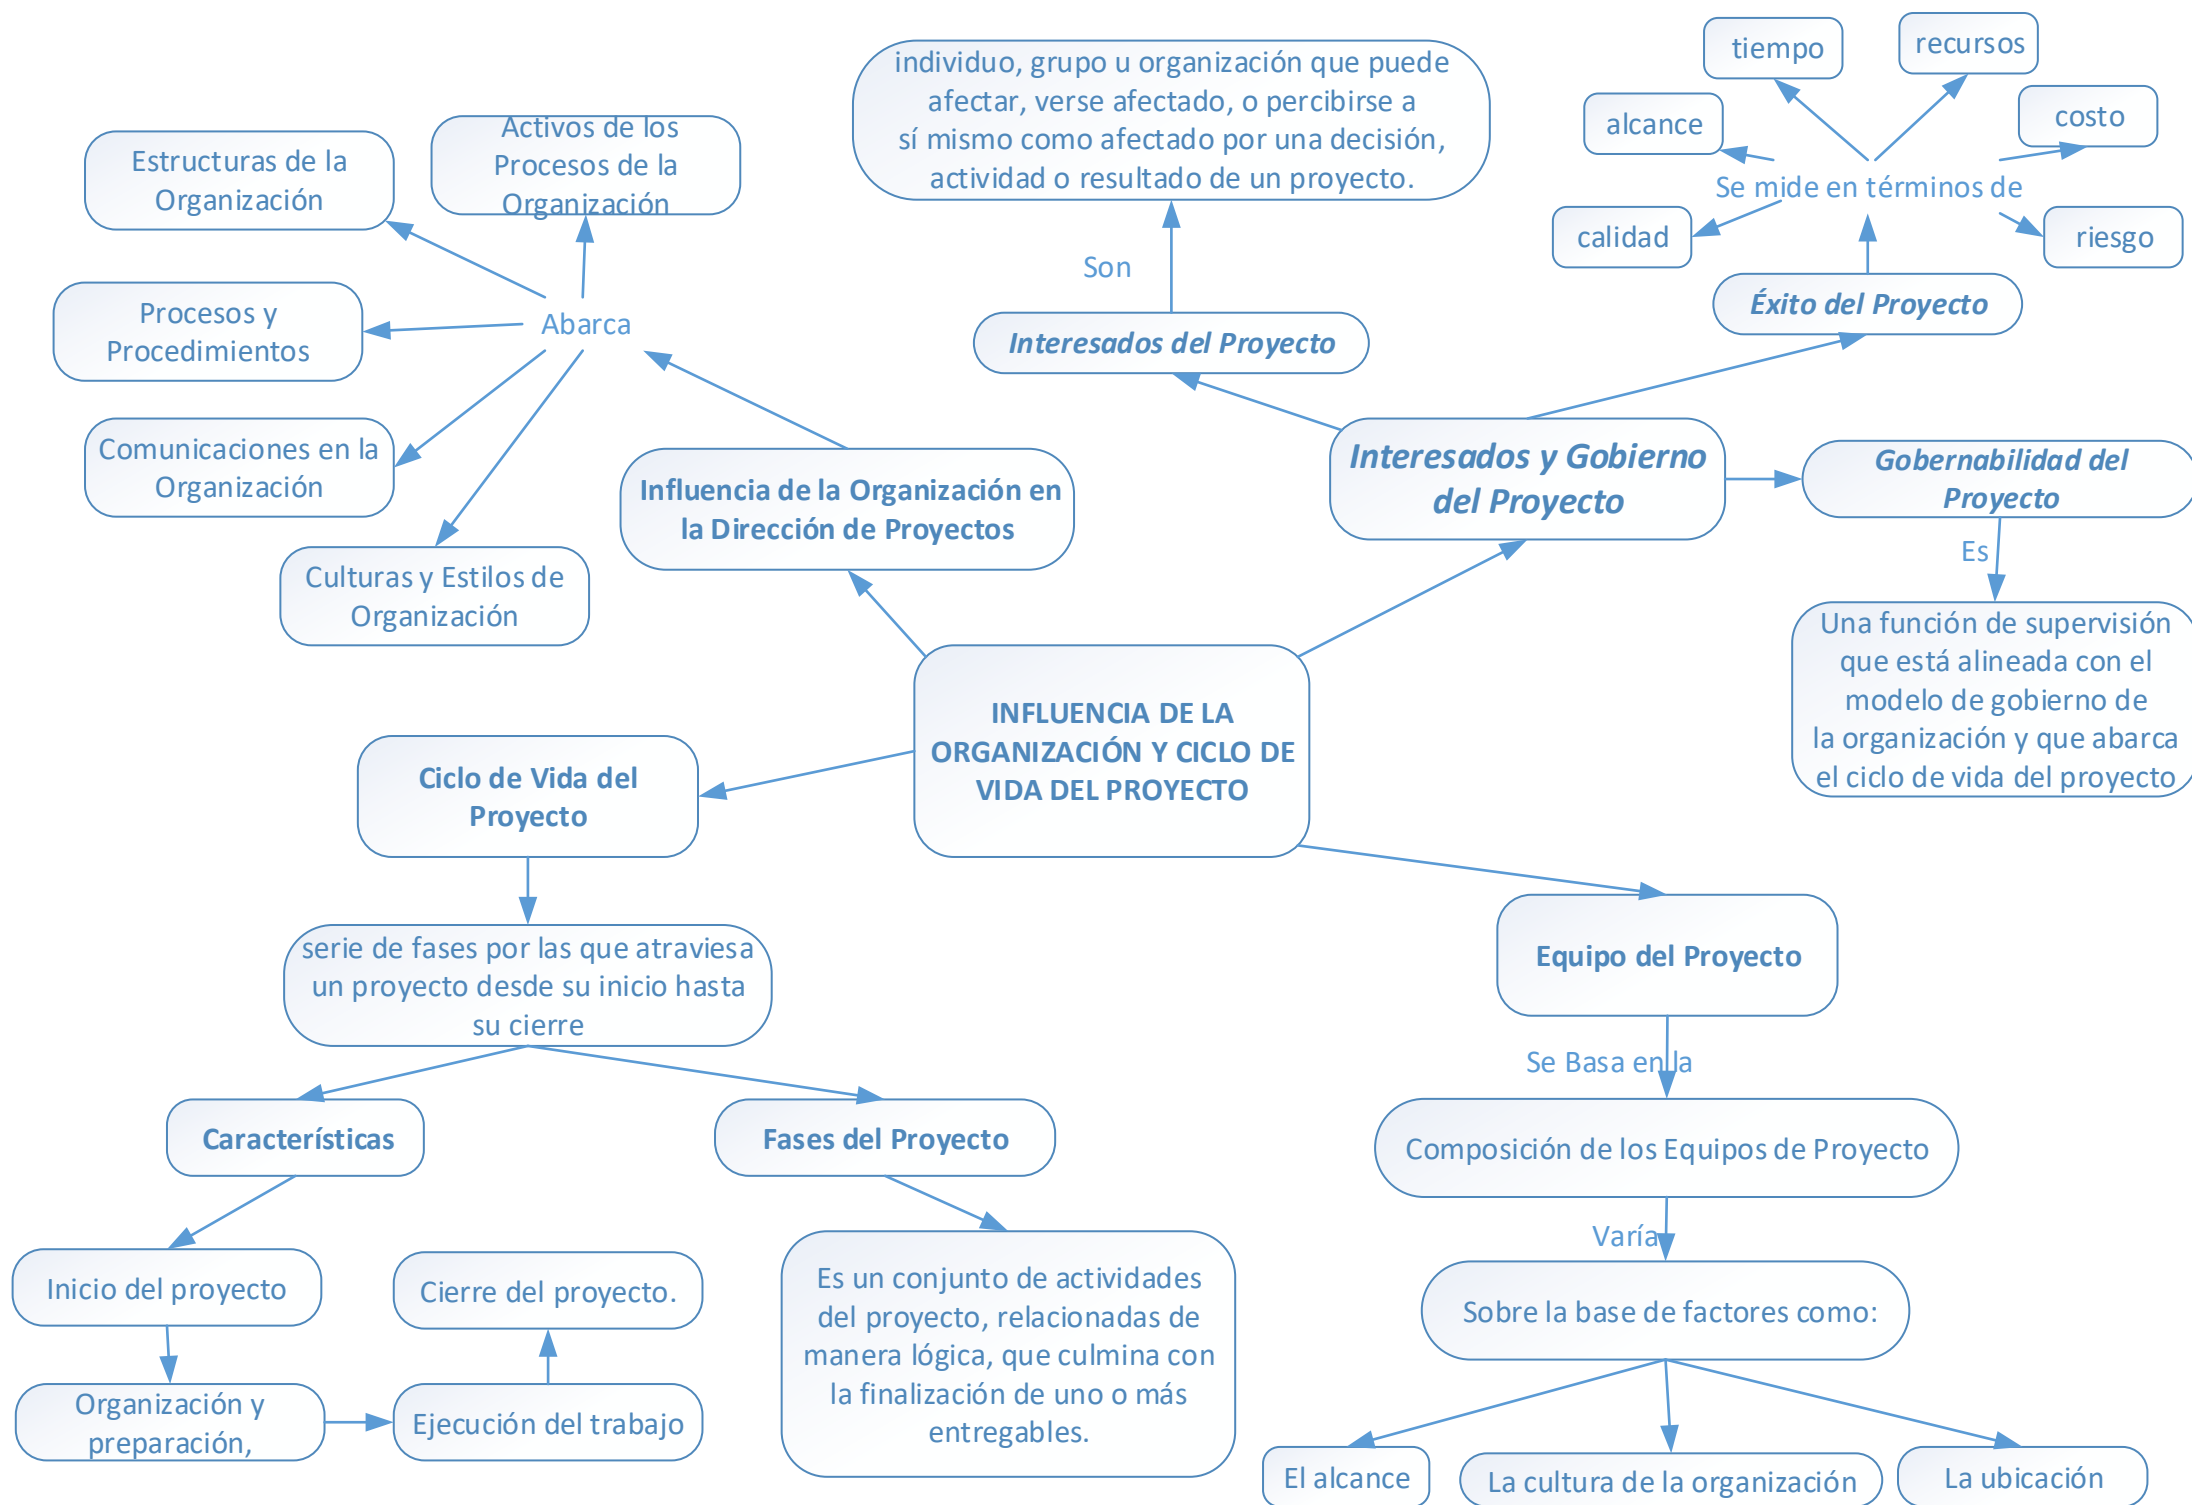 tiempo
recursos
individuo, grupo u organización que puede
afectar, verse afectado, o percibirse a
sí mismo como afectado por una decisión,
actividad o resultado de un proyecto.
alcance
costo
Activos de los
Procesos de la
Organización
Estructuras de la
Organización
Se mide en términos de
calidad
riesgo
Son
Éxito del Proyecto
Procesos y
Procedimientos
Abarca
Interesados del Proyecto
Comunicaciones en la
Organización
Influencia de la Organización en
la Dirección de Proyectos
Interesados y Gobierno
del Proyecto
Gobernabilidad del
Proyecto
Es
Culturas y Estilos de
Organización
Una función de supervisión
que está alineada con el
modelo de gobierno de
la organización y que abarca
el ciclo de vida del proyecto
INFLUENCIA DE LA
ORGANIZACIÓN Y CICLO DE
VIDA DEL PROYECTO
Ciclo de Vida del
Proyecto
serie de fases por las que atraviesa
un proyecto desde su inicio hasta
su cierre
Equipo del Proyecto
Se Basa en la
Características
Fases del Proyecto
Composición de los Equipos de Proyecto
Varía
Inicio del proyecto
Cierre del proyecto.
Es un conjunto de actividades
del proyecto, relacionadas de
manera lógica, que culmina con
la finalización de uno o más
entregables.
Sobre la base de factores como:
Organización y
preparación,
Ejecución del trabajo
El alcance
La cultura de la organización
La ubicación